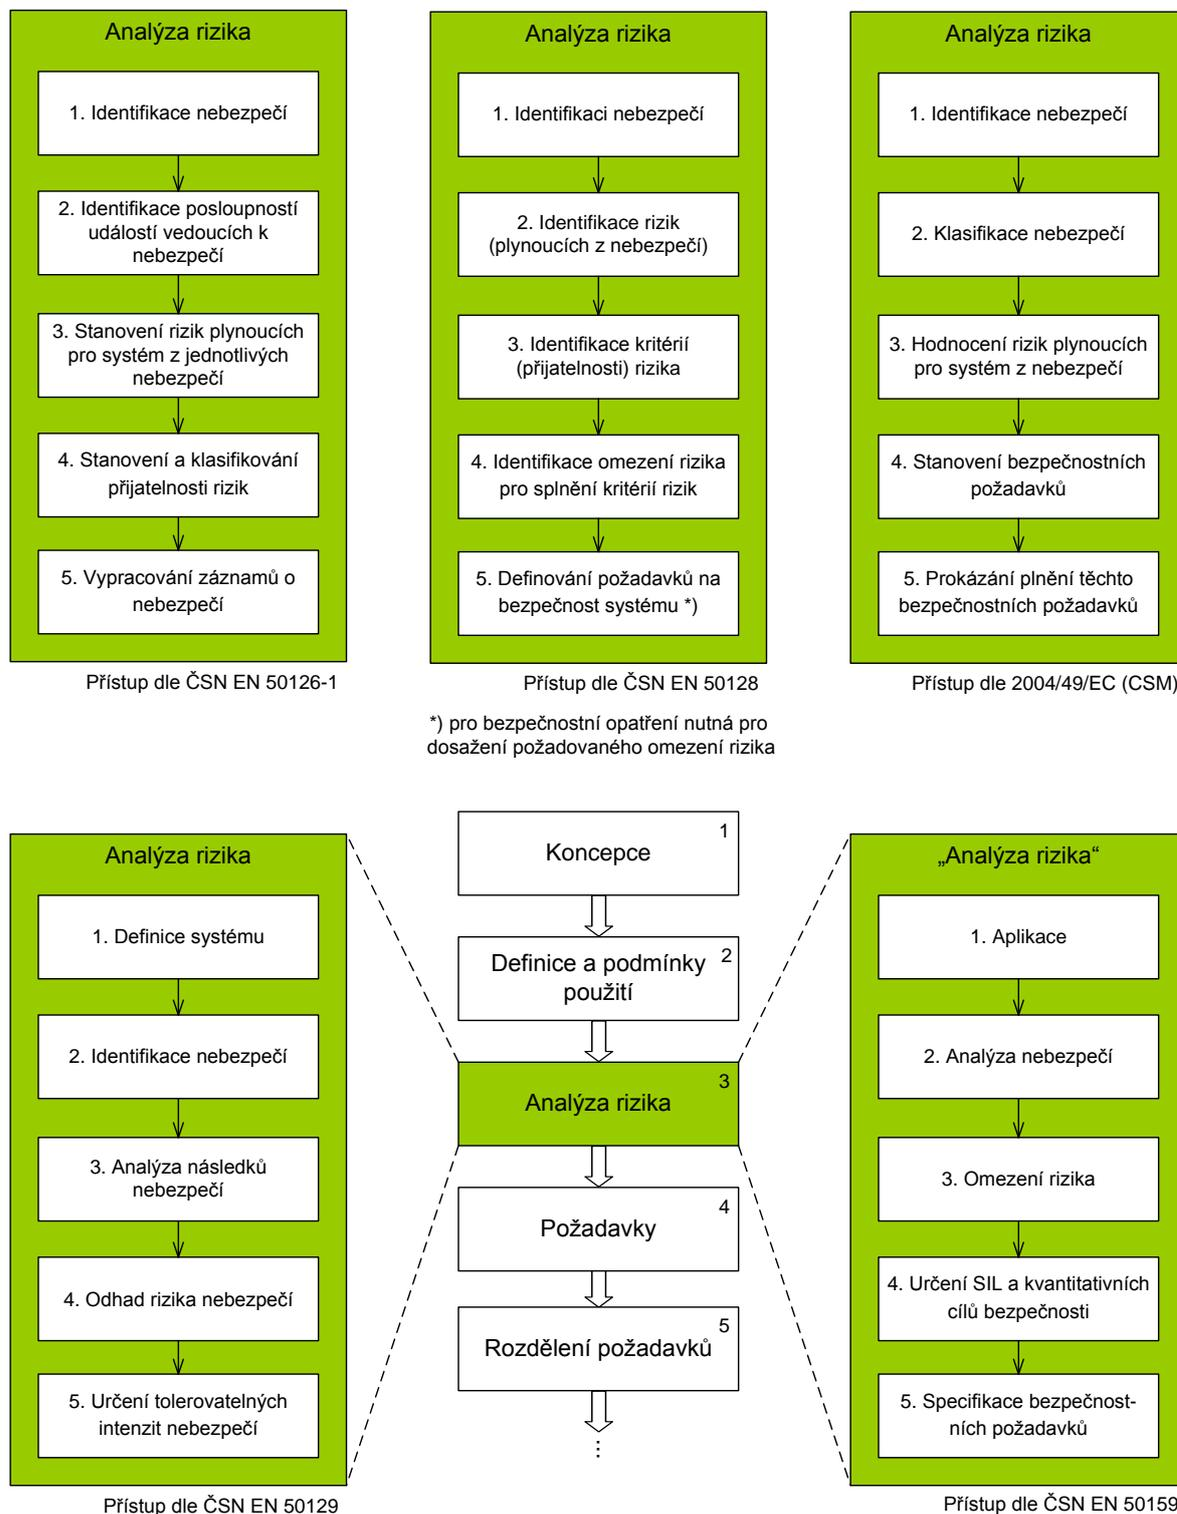 Analýza rizika
1. Identifikace nebezpečí
2. Identifikace posloupností
událostí vedoucích k
nebezpečí
3. Stanovení rizik plynoucích
pro systém z jednotlivých
nebezpečí
4. Stanovení a klasifikování
přijatelnosti rizik
5. Vypracování záznamů o
nebezpečí
Přístup dle ČSN EN 50126-1
Analýza rizika
1. Identifikaci nebezpečí
2. Identifikace rizik
(plynoucích z nebezpečí)
3. Identifikace kritérií
(přijatelnosti) rizika
4. Identifikace omezení rizika
pro splnění kritérií rizik
5. Definování požadavků na
bezpečnost systému *)
Přístup dle ČSN EN 50128
*) pro bezpečnostní opatření nutná pro
dosažení požadovaného omezení rizika
Analýza rizika
1. Identifikace nebezpečí
2. Klasifikace nebezpečí
3. Hodnocení rizik plynoucích
pro systém z nebezpečí
4. Stanovení bezpečnostních
požadavků
5. Prokázání plnění těchto
bezpečnostních požadavků
Přístup dle 2004/49/EC (CSM)
Analýza rizika
1. Definice systému
2. Identifikace nebezpečí
3. Analýza následků
nebezpečí
4. Odhad rizika nebezpečí
5. Určení tolerovatelných
intenzit nebezpečí
Přístup dle ČSN EN 50129
1
Koncepce
2
Definice a podmínky
použití
3
Analýza rizika
4
Požadavky
5
Rozdělení požadavků
...
„Analýza rizika“
1. Aplikace
2. Analýza nebezpečí
3. Omezení rizika
4. Určení SIL a kvantitativních
cílů bezpečnosti
5. Specifikace bezpečnost-
ních požadavků
Přístup dle ČSN EN 50159